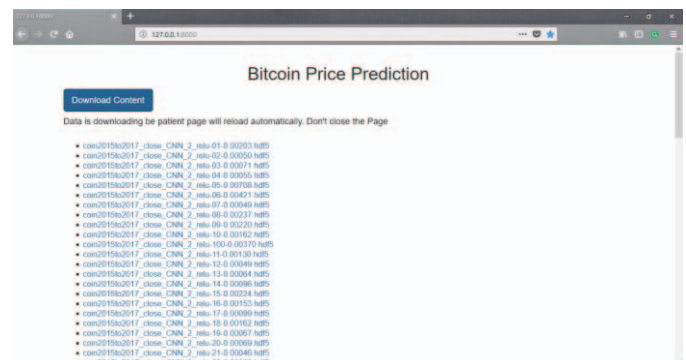 127.0.0.1:8000
Bitcoin Price Prediction
Download Content
Data is downloading be patient page will reload automatically. Don't close the Page
coin2015to2017_close_CNN_2_relu-01-0.00203.hdf5
coin2015to2017_close_CNN_2_relu-02-0.00050.hdf5
coin2015to2017_close_CNN_2_relu-03-0.00071.hdf5
coin2015to2017_close_CNN_2_relu-04-0.00055.hdf5
coin2015to2017_close_CNN_2_relu-05-0.00708.hdf5
coin2015to2017_close_CNN_2_relu-06-0.00421.hdf5
coin2015to2017_close_CNN_2_relu-07-0.00049.hdf5
coin2015to2017_close_CNN_2_relu-08-0.00237.hdf5
coin2015to2017_close_CNN_2_relu-09-0.00220.hdf5
coin2015to2017_close_CNN_2_relu-10-0.00162.hdf5
coin2015to2017_close_CNN_2_relu-100-0.00370.hdf5
coin2015to2017_close_CNN_2_relu-11-0.00130.hdf5
coin2015to2017_close_CNN_2_relu-12-0.00049.hdf5
coin2015to2017_close_CNN_2_relu-13-0.00064.hdf5
coin2015to2017_close_CNN_2_relu-14-0.00096.hdf5
coin2015to2017_close_CNN_2_relu-15-0.00224.hdf5
coin2015to2017_close_CNN_2_relu-16-0.00153.hdf5
coin2015to2017_close_CNN_2_relu-17-0.00099.hdf5
coin2015to2017_close_CNN_2_relu-18-0.00162.hdf5
coin2015to2017_close_CNN_2_relu-19-0.00067.hdf5
coin2015to2017_close_CNN_2_relu-20-0.00069.hdf5
coin2015to2017_close_CNN_2_relu-21-0.00046.hdf5